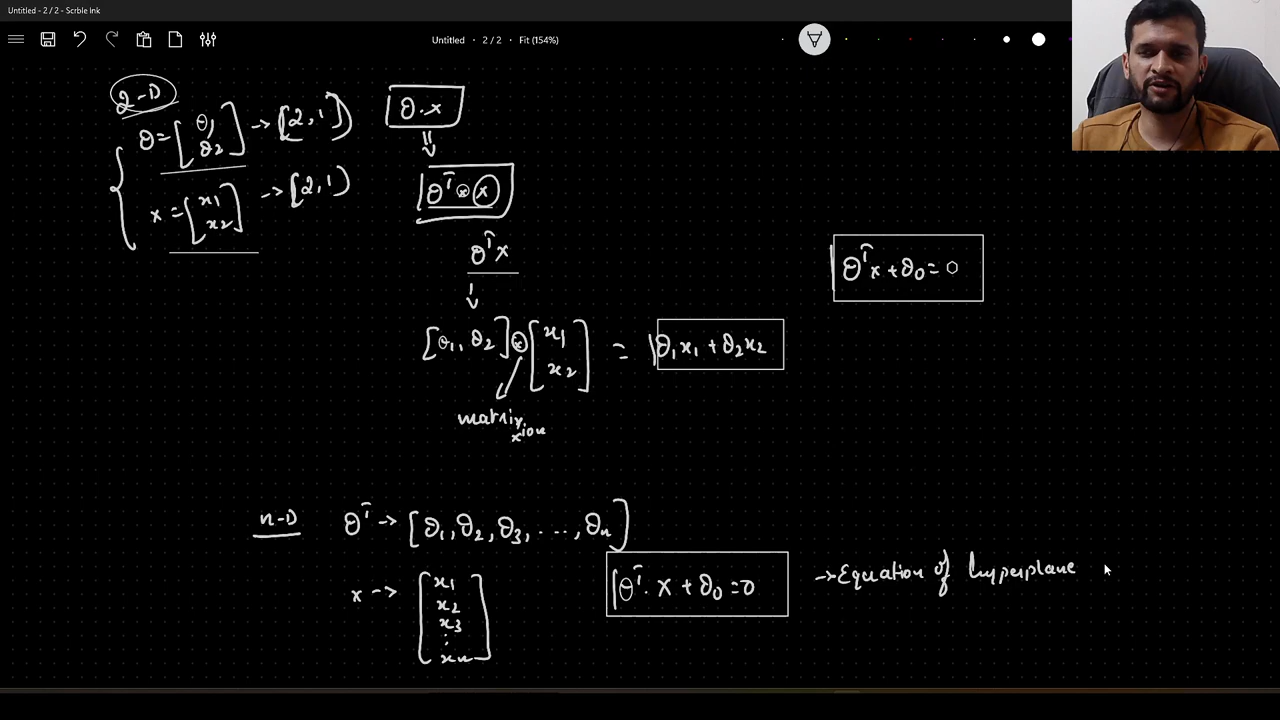 Untitled - 2 / 2 - Scrble Ink
Untitled • 2 / 2 • Fit (154%)
2-D
θ = [θ1 θ2] → [2,1)
x = [x1 x2] → [2,1)
θ·x
⇓
θᵀ ⊛ x
θᵀx
↓
[θ1, θ2] ⊛ [x1 x2] = θ1x1 + θ2x2
matrix xion
θᵀx + θ0 = 0
n-D
θᵀ → [θ1, θ2, θ3, ..., θn]
x → [x1 x2 x3 ⋮ xn]
θᵀ. x + θ0 = 0 → Equation of hyperplane